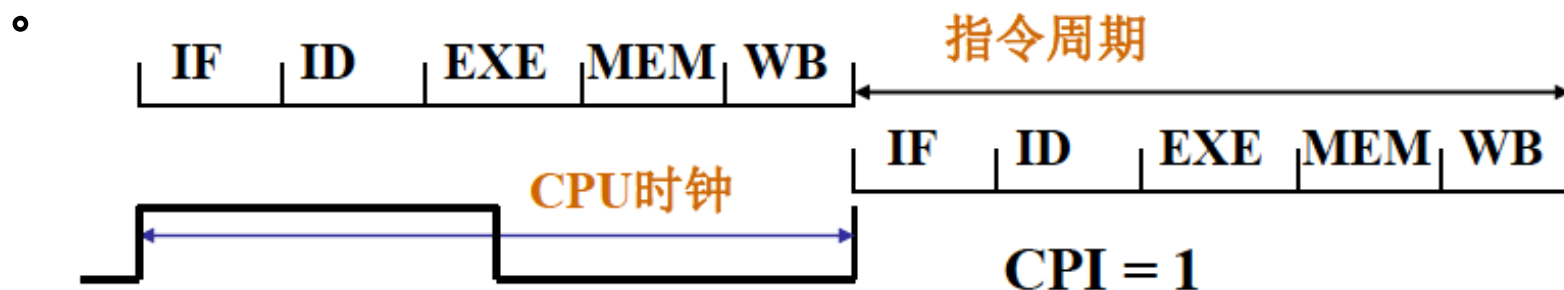 。
IF ID EXE MEM WB
指令周期
IF ID EXE MEM WB
CPU时钟
CPI = 1